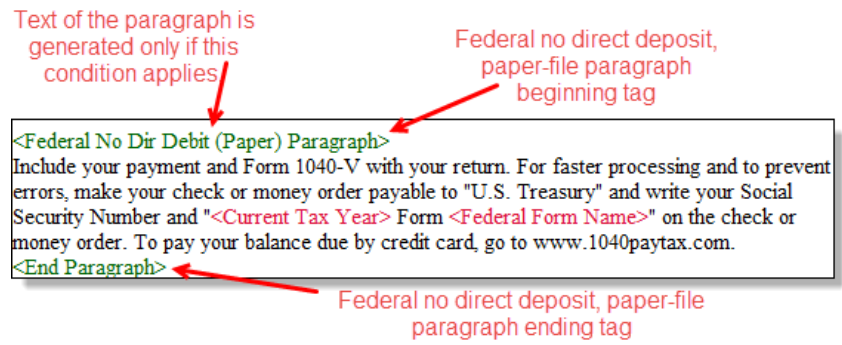 Text of the paragraph is
generated only if this
condition applies
Federal no direct deposit,
paper-file paragraph
beginning tag
<Federal No Dir Debit (Paper) Paragraph>
Include your payment and Form 1040-V with your return. For faster processing and to prevent
errors, make your check or money order payable to "U.S. Treasury" and write your Social
Security Number and "<Current Tax Year> Form <Federal Form Name>" on the check or
money order. To pay your balance due by credit card, go to www.1040paytax.com.
<End Paragraph>
Federal no direct deposit, paper-file
paragraph ending tag